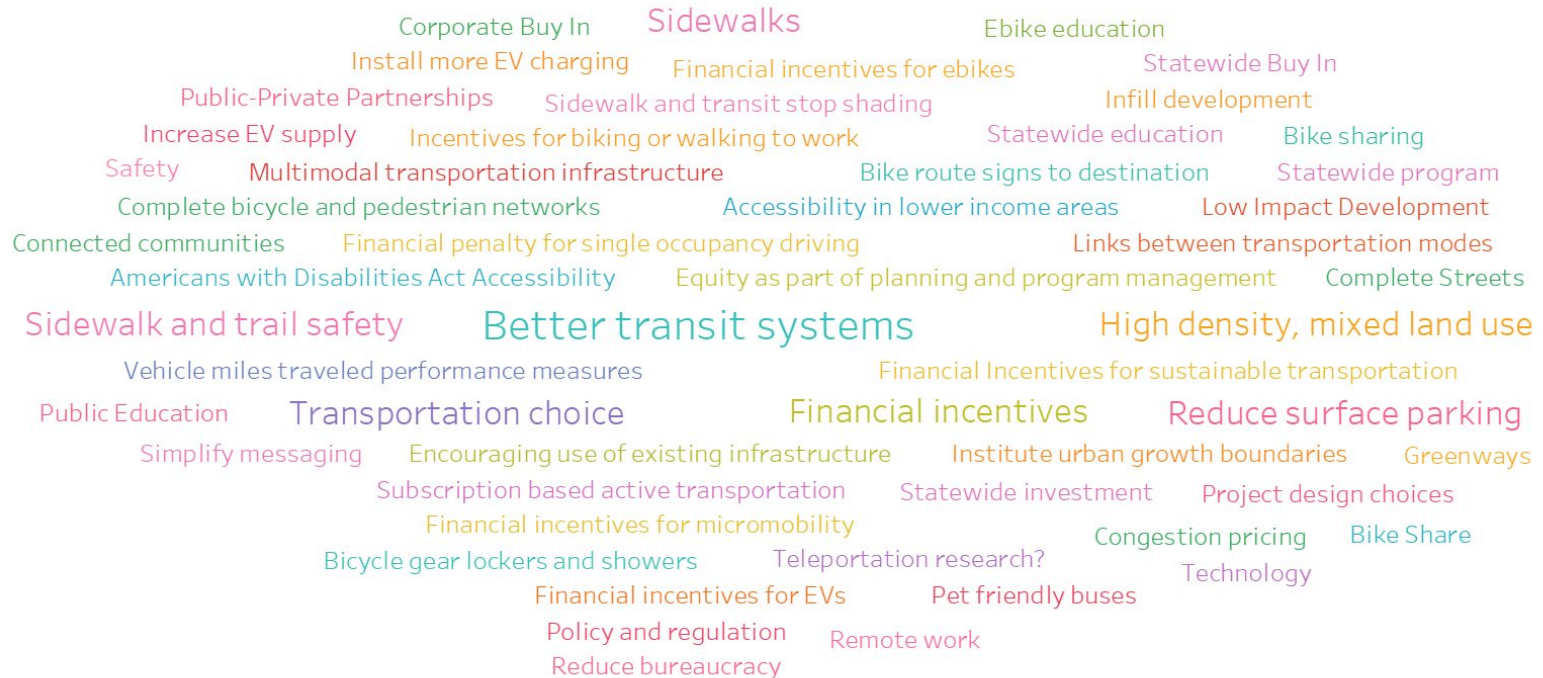 Corporate Buy In
Sidewalks
Ebike education
Install more EV charging
Financial incentives for ebikes
Statewide Buy In
Public-Private Partnerships
Sidewalk and transit stop shading
Infill development
Increase EV supply
Incentives for biking or walking to work
Statewide education
Bike sharing
Safety
Multimodal transportation infrastructure
Bike route signs to destination
Statewide program
Complete bicycle and pedestrian networks
Accessibility in lower income areas
Low Impact Development
Connected communities
Financial penalty for single occupancy driving
Links between transportation modes
Americans with Disabilities Act Accessibility
Equity as part of planning and program management
Complete Streets
Sidewalk and trail safety
Better transit systems
High density, mixed land use
Vehicle miles traveled performance measures
Financial Incentives for sustainable transportation
Public Education
Transportation choice
Financial incentives
Reduce surface parking
Simplify messaging
Encouraging use of existing infrastructure
Institute urban growth boundaries
Greenways
Subscription based active transportation
Statewide investment
Project design choices
Financial incentives for micromobility
Congestion pricing
Bike Share
Bicycle gear lockers and showers
Teleportation research?
Technology
Financial incentives for EVs
Pet friendly buses
Policy and regulation
Remote work
Reduce bureaucracy